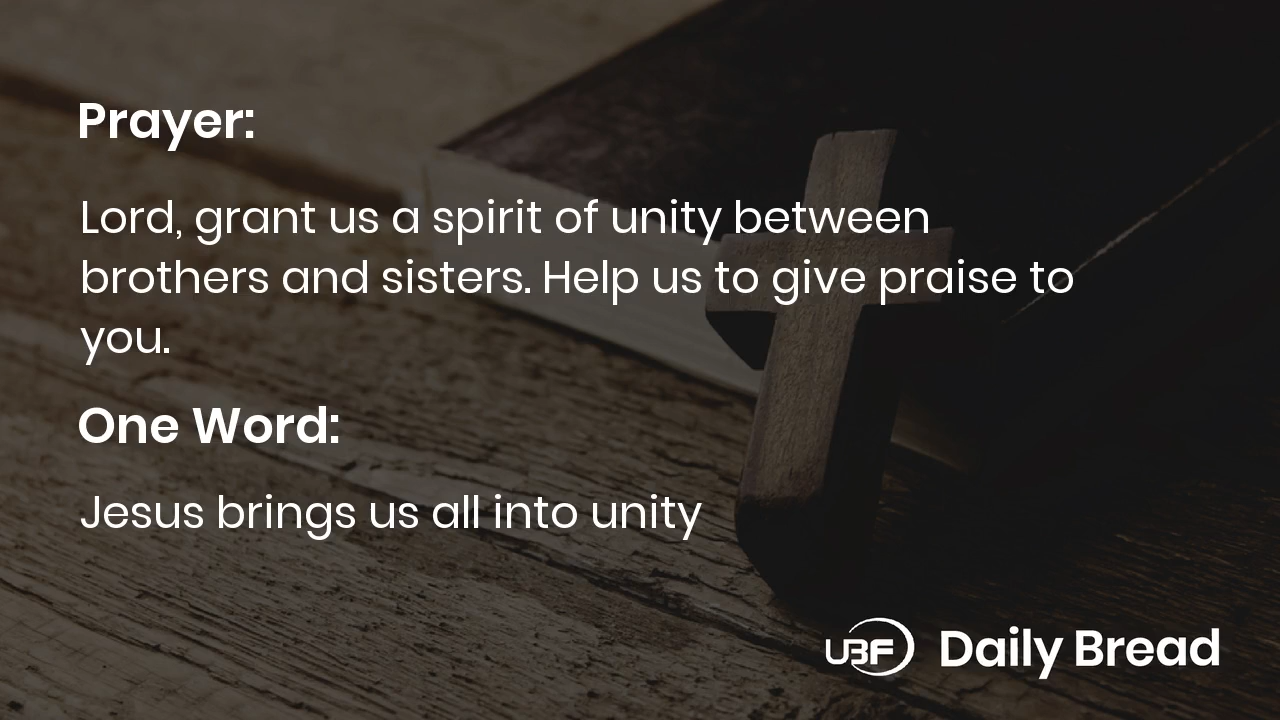 Prayer:
Lord, grant us a spirit of unity between
brothers and sisters. Help us to give praise to
you.
One Word:
Jesus brings us all into unity
UBF Daily Bread